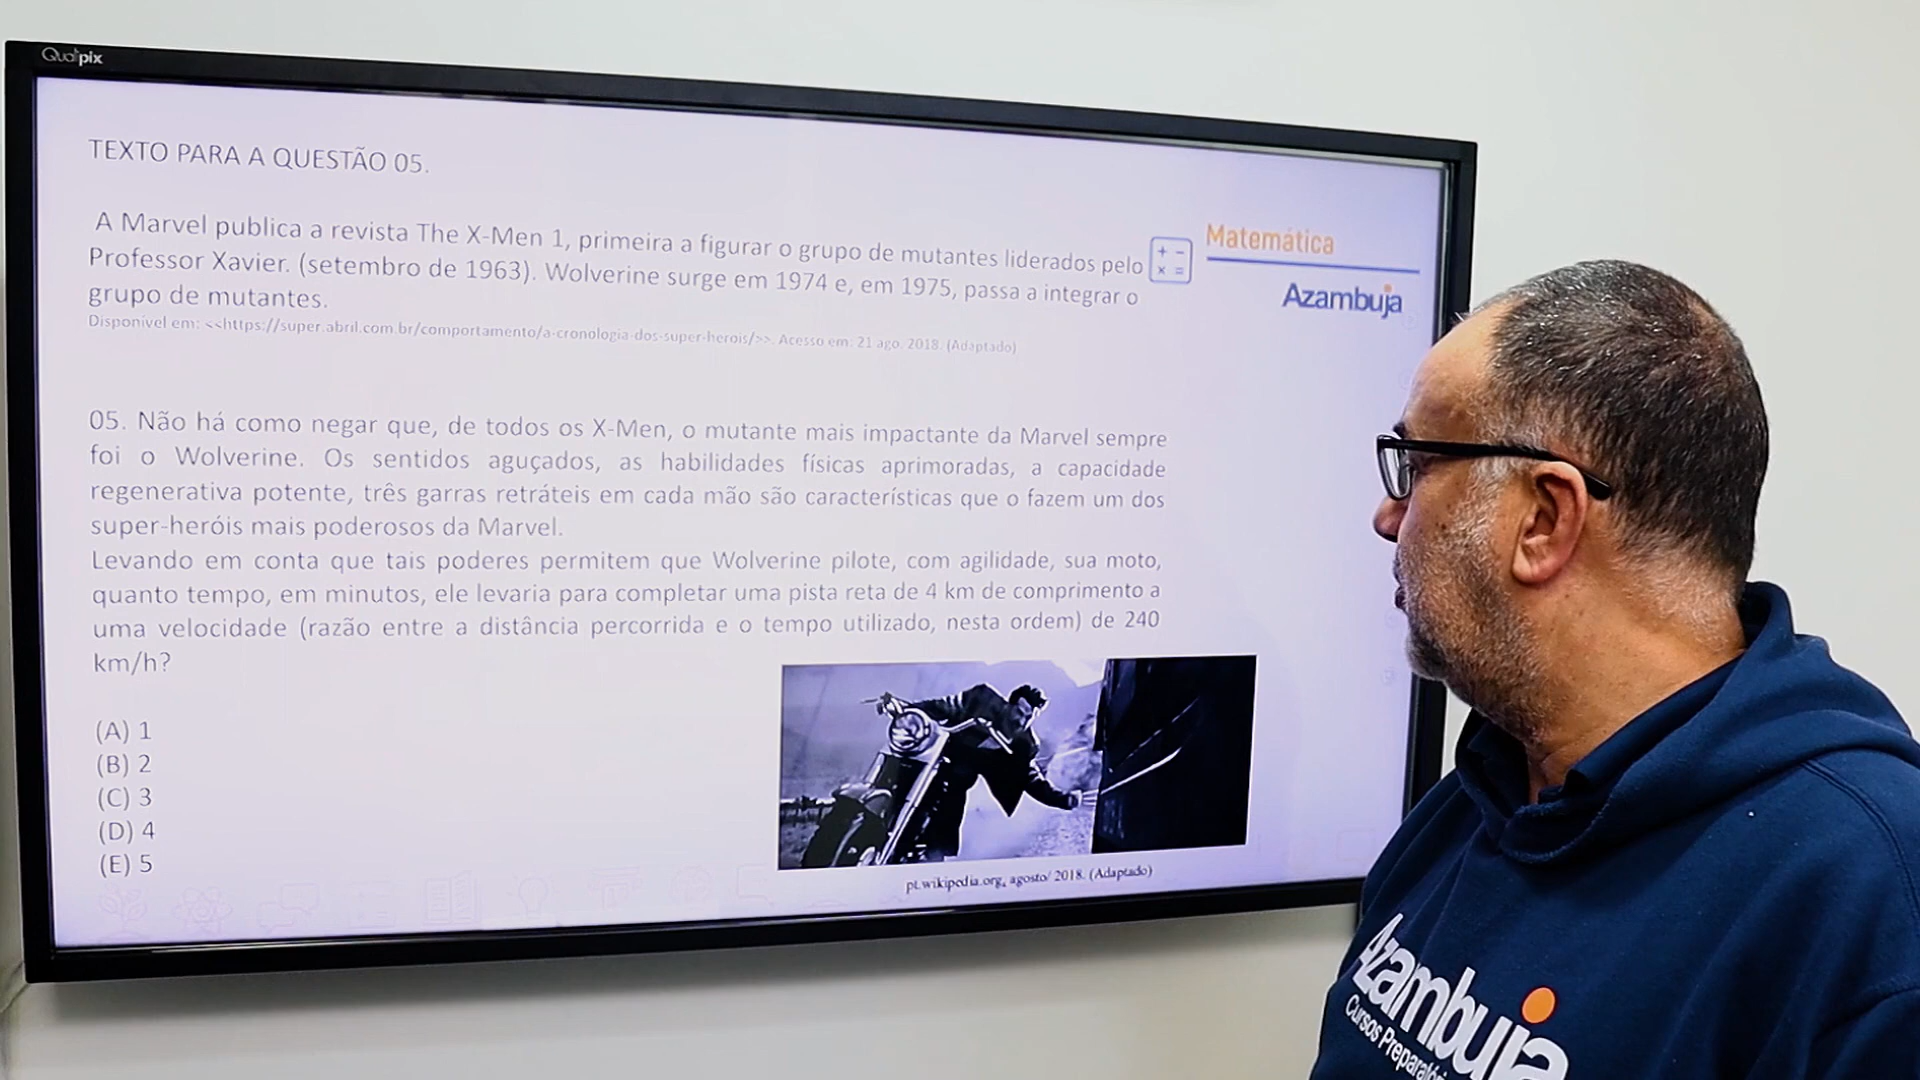 Qualipix
TEXTO PARA A QUESTÃO 05.
A Marvel publica a revista The X-Men 1, primeira a figurar o grupo de mutantes liderados pelo
Professor Xavier. (setembro de 1963). Wolverine surge em 1974 e, em 1975, passa a integrar o
grupo de mutantes.
Disponível em: <<https://super.abril.com.br/comportamento/a-cronologia-dos-super-herois/>>. Acesso em: 21 ago. 2018. (Adaptado)
+ −
× =
Matemática
Azambuja
05. Não há como negar que, de todos os X-Men, o mutante mais impactante da Marvel sempre
foi o Wolverine. Os sentidos aguçados, as habilidades físicas aprimoradas, a capacidade
regenerativa potente, três garras retráteis em cada mão são características que o fazem um dos
super-heróis mais poderosos da Marvel.
Levando em conta que tais poderes permitem que Wolverine pilote, com agilidade, sua moto,
quanto tempo, em minutos, ele levaria para completar uma pista reta de 4 km de comprimento a
uma velocidade (razão entre a distância percorrida e o tempo utilizado, nesta ordem) de 240
km/h?
(A) 1
(B) 2
(C) 3
(D) 4
(E) 5
pt.wikipedia.org, agosto/ 2018. (Adaptado)
Azambuja
Cursos